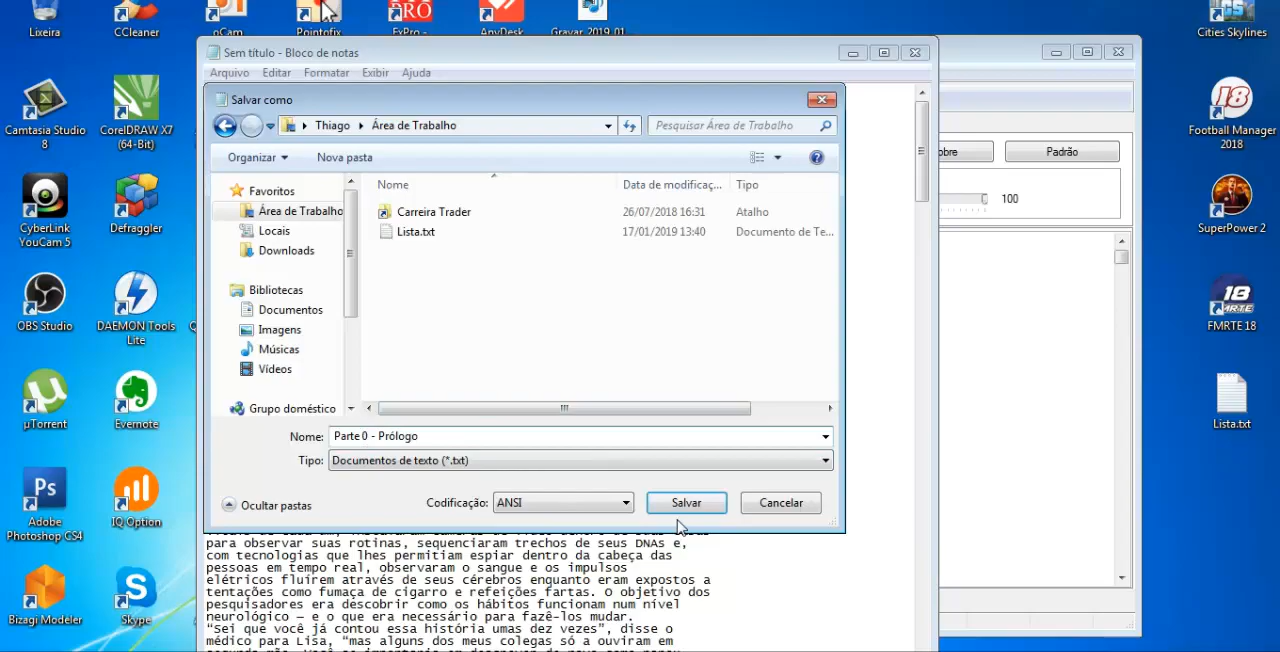 Lixeira
CCleaner
oCam
Pointofix
FxPro -
AnyDesk
Gravar_2019_01...
Cities Skylines
Camtasia Studio 8
CorelDRAW X7 (64-Bit)
CyberLink YouCam 5
Defraggler
OBS Studio
DAEMON Tools Lite
µTorrent
Evernote
Adobe Photoshop CS4
IQ Option
Bizagi Modeler
Skype
Sem título - Bloco de notas
Arquivo Editar Formatar Exibir Ajuda
Salvar como
Thiago Área de Trabalho
Pesquisar Área de Trabalho
Organizar Nova pasta
Favoritos
Área de Trabalho
Locais
Downloads
Bibliotecas
Documentos
Imagens
Músicas
Vídeos
Grupo doméstico
Nome Data de modificaç... Tipo
Carreira Trader 26/07/2018 16:31 Atalho
Lista.txt 17/01/2019 13:40 Documento de Te...
Nome: Parte 0 - Prólogo
Tipo: Documentos de texto (*.txt)
Ocultar pastas
Codificação: ANSI
Salvar Cancelar
para observar suas rotinas, sequenciaram trechos de seus DNAS e,
com tecnologias que lhes permitiam espiar dentro da cabeça das
pessoas em tempo real, observaram o sangue e os impulsos
elétricos fluírem através de seus cérebros enquanto eram expostos a
tentações como fumaça de cigarro e refeições fartas. O objetivo dos
pesquisadores era descobrir como os hábitos funcionam num nível
neurológico – e o que era necessário para fazê-los mudar.
“Sei que você já contou essa história umas dez vezes”, disse o
médico para Lisa, “mas alguns dos meus colegas só a ouviram em
obre Padrão
100
Football Manager 2018
SuperPower 2
FMRTE 18
Lista.txt